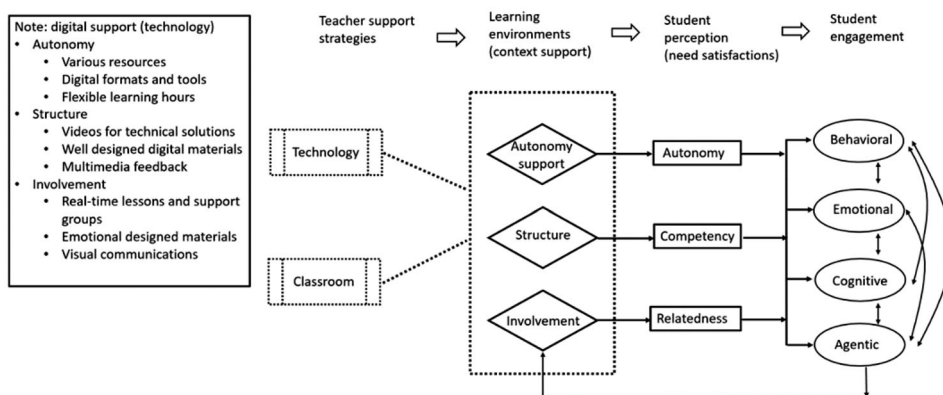 Note: digital support (technology)
• Autonomy
• Various resources
• Digital formats and tools
• Flexible learning hours
• Structure
• Videos for technical solutions
• Well designed digital materials
• Multimedia feedback
• Involvement
• Real-time lessons and support
groups
• Emotional designed materials
• Visual communications
Teacher support
strategies
Learning
environments
(context support)
Student
perception
(need satisfactions)
Student
engagement
Technology
Classroom
Autonomy
support
Structure
Involvement
Autonomy
Competency
Relatedness
Behavioral
Emotional
Cognitive
Agentic